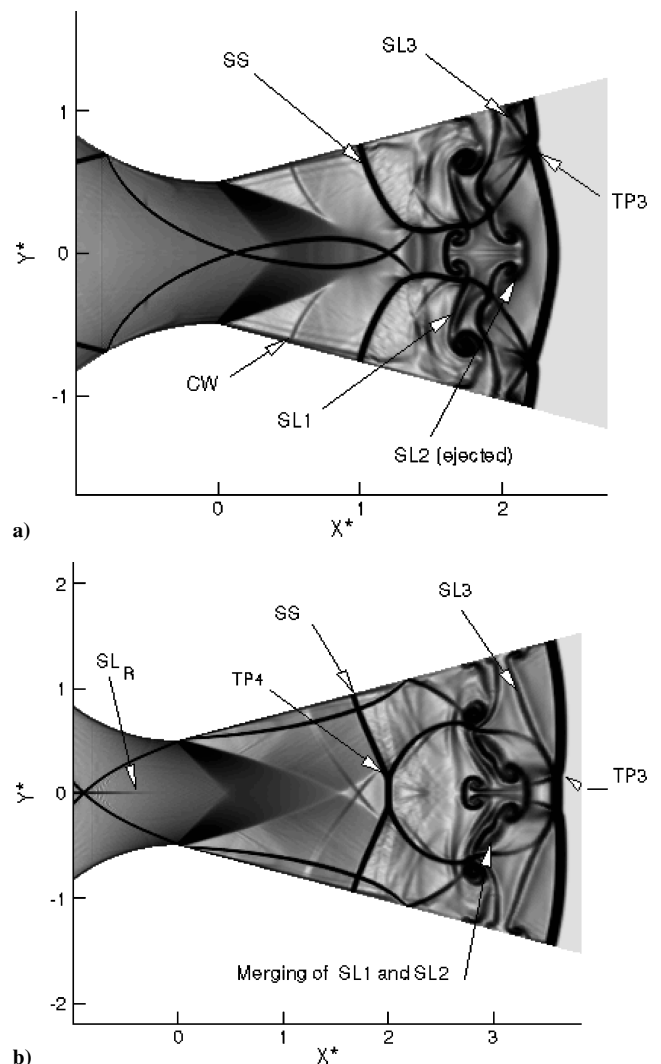 SS
SL3
TP3
1
0
-1
Y*
CW
SL1
SL2 (ejected)
0
1
2
X*
a)
2
1
0
-1
-2
Y*
SL R
SS
TP4
SL3
TP3
Merging of SL1 and SL2
0
1
2
3
X*
b)